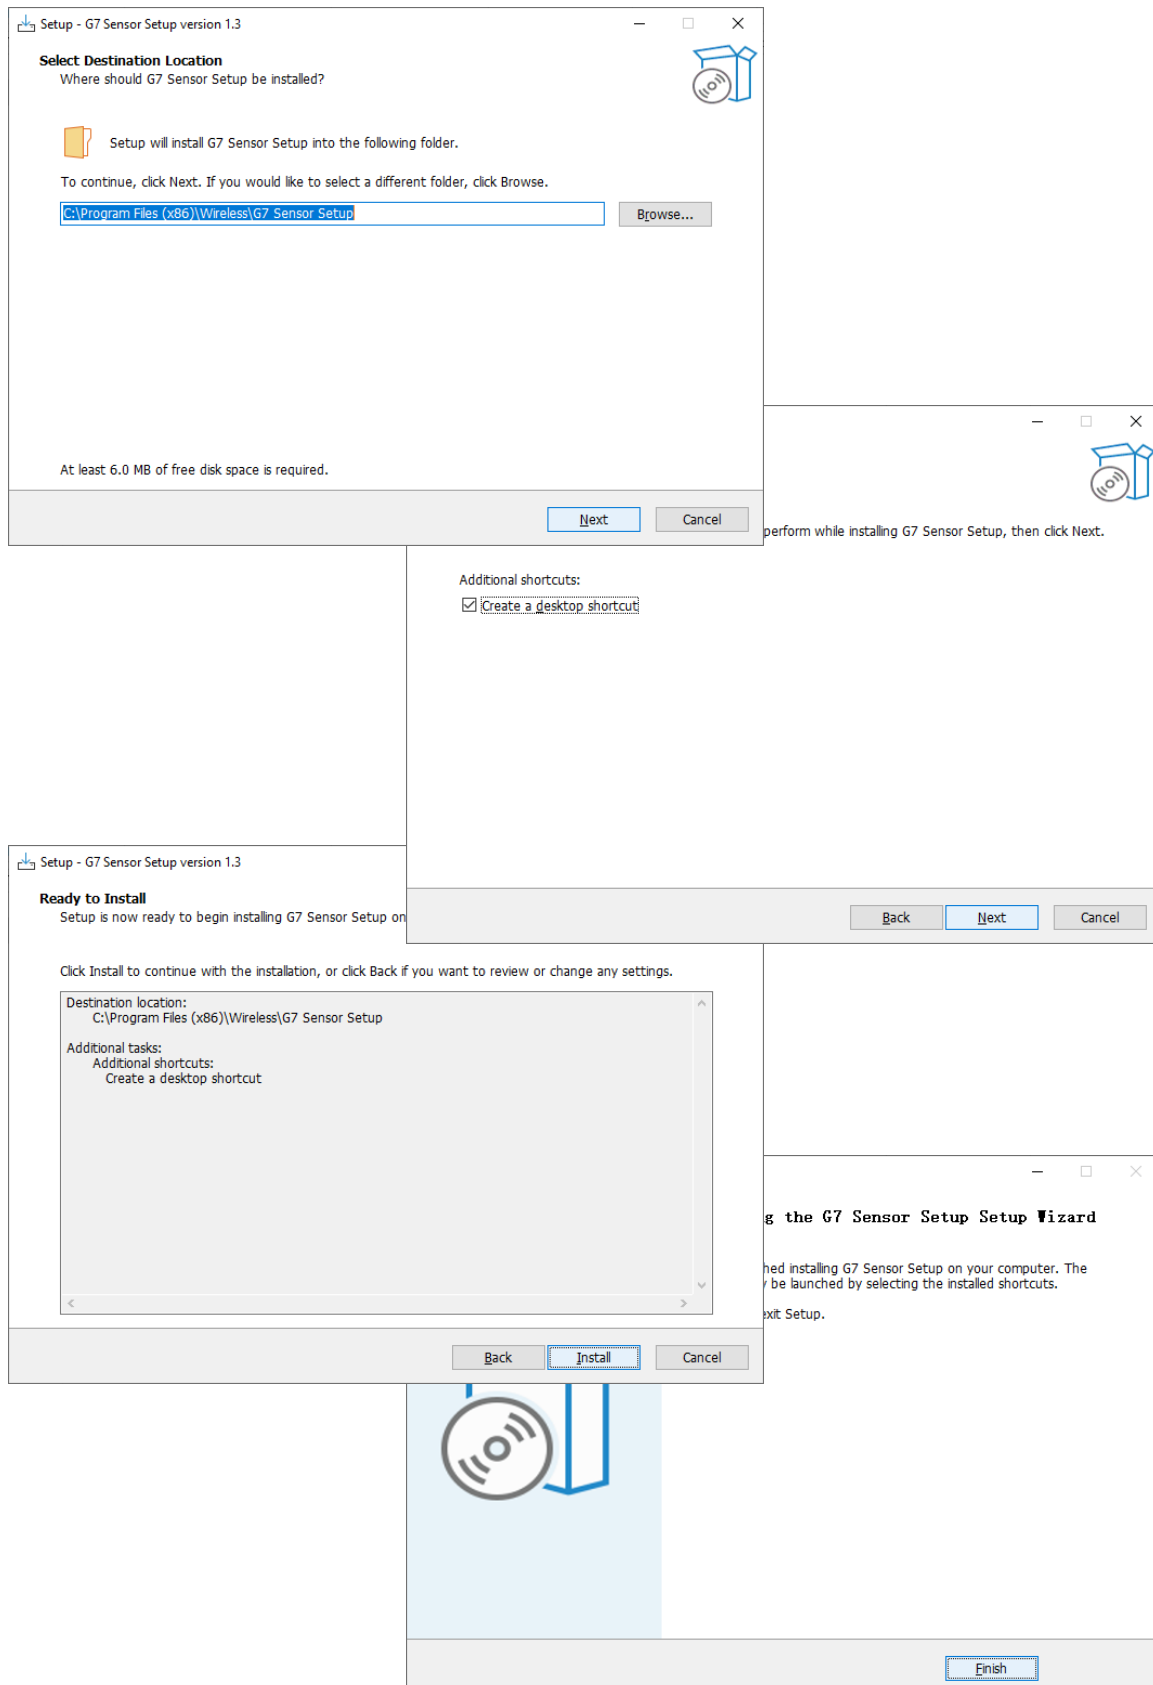 Setup - G7 Sensor Setup version 1.3
Select Destination Location
Where should G7 Sensor Setup be installed?
Setup will install G7 Sensor Setup into the following folder.
To continue, click Next. If you would like to select a different folder, click Browse.
C:\Program Files (x86)\Wireless\G7 Sensor Setup
Browse...
At least 6.0 MB of free disk space is required.
Next
Cancel
perform while installing G7 Sensor Setup, then click Next.
Additional shortcuts:
Create a desktop shortcut
Back
Next
Cancel
Setup - G7 Sensor Setup version 1.3
Ready to Install
Setup is now ready to begin installing G7 Sensor Setup on
Click Install to continue with the installation, or click Back if you want to review or change any settings.
Destination location:
C:\Program Files (x86)\Wireless\G7 Sensor Setup
Additional tasks:
Additional shortcuts:
Create a desktop shortcut
Back
Install
Cancel
g the G7 Sensor Setup Setup Wizard
hed installing G7 Sensor Setup on your computer. The
be launched by selecting the installed shortcuts.
exit Setup.
Finish